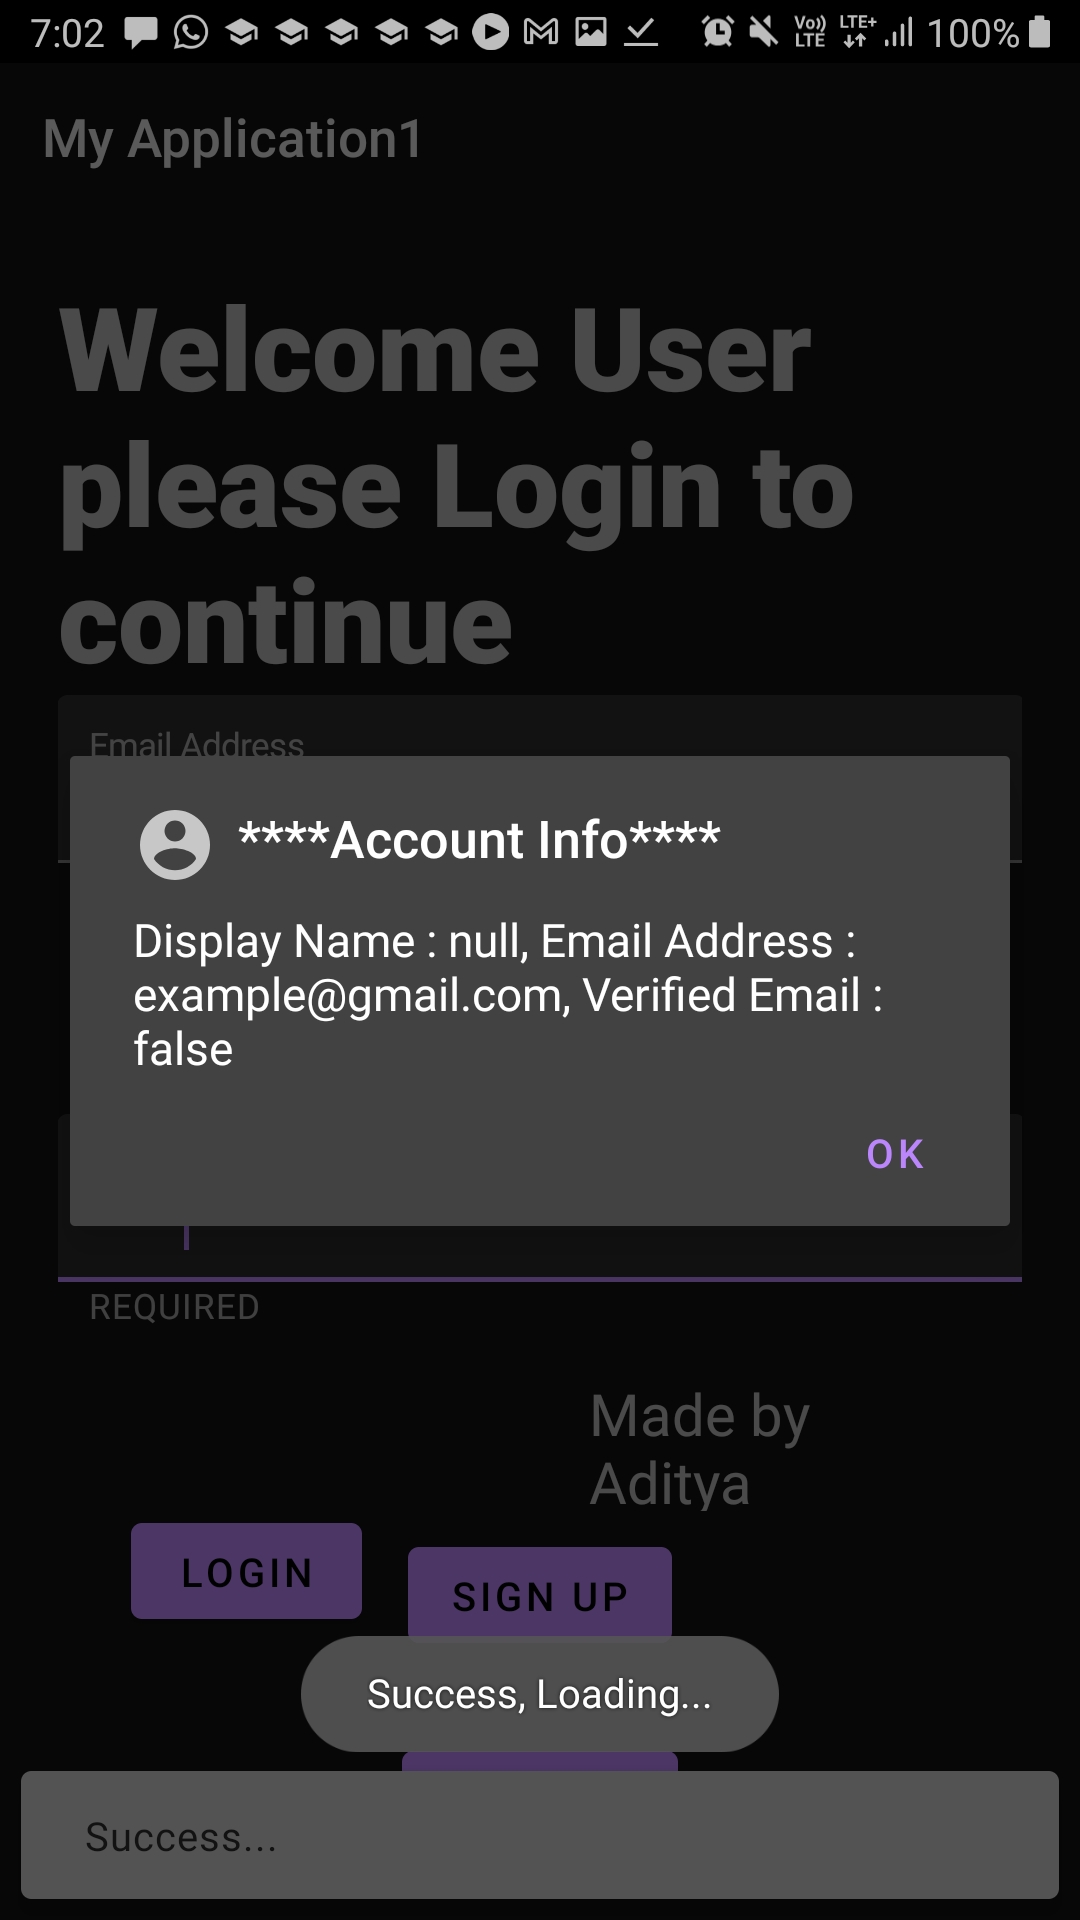 7:02
Vo)) LTE
LTE+
100%
My Application1
Welcome User
please Login to
continue
Email Address
****Account Info****
Display Name : null, Email Address :
example@gmail.com, Verified Email :
false
OK
REQUIRED
Made by
Aditya
LOGIN
SIGN UP
Success, Loading...
Success...